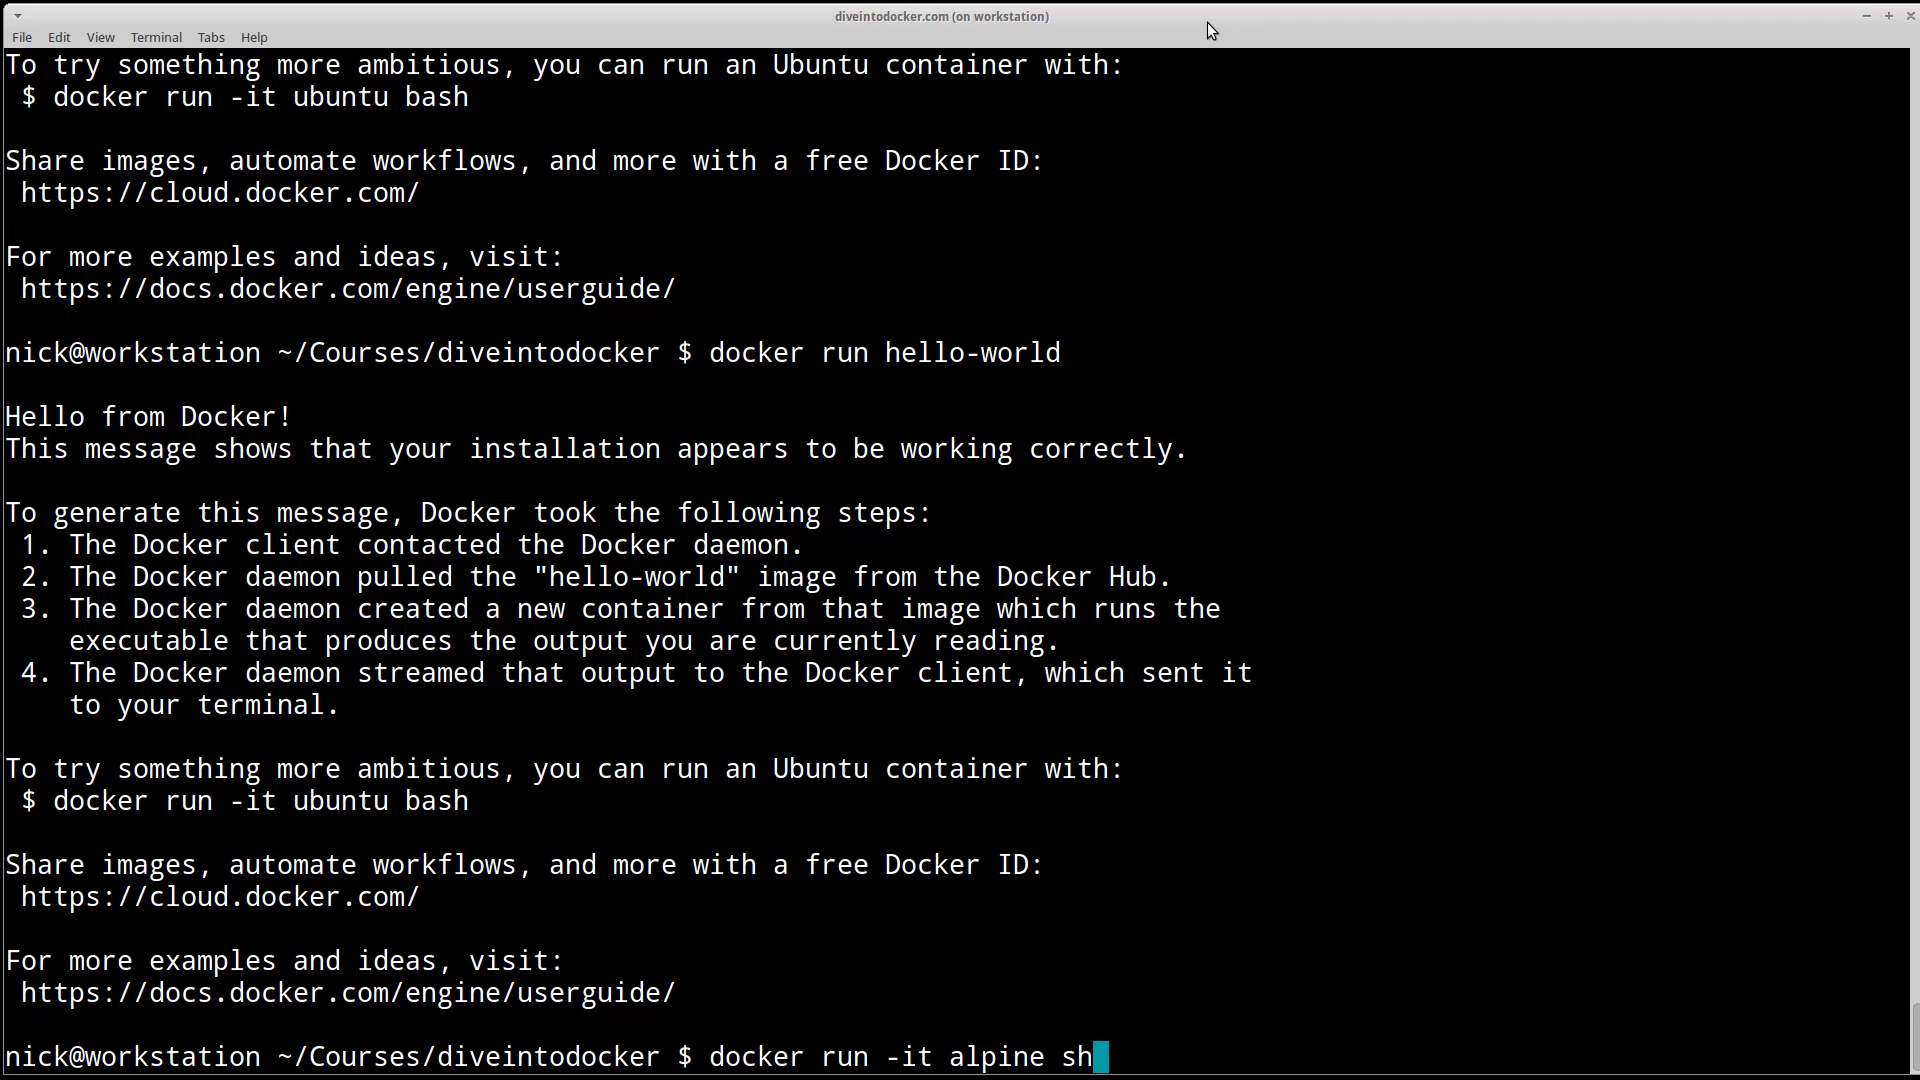 diveintodocker.com (on workstation)
File Edit View Terminal Tabs Help
To try something more ambitious, you can run an Ubuntu container with:
$ docker run -it ubuntu bash
Share images, automate workflows, and more with a free Docker ID:
https://cloud.docker.com/
For more examples and ideas, visit:
https://docs.docker.com/engine/userguide/
nick@workstation ~/Courses/diveintodocker $ docker run hello-world
Hello from Docker!
This message shows that your installation appears to be working correctly.
To generate this message, Docker took the following steps:
1. The Docker client contacted the Docker daemon.
2. The Docker daemon pulled the "hello-world" image from the Docker Hub.
3. The Docker daemon created a new container from that image which runs the
executable that produces the output you are currently reading.
4. The Docker daemon streamed that output to the Docker client, which sent it
to your terminal.
To try something more ambitious, you can run an Ubuntu container with:
$ docker run -it ubuntu bash
Share images, automate workflows, and more with a free Docker ID:
https://cloud.docker.com/
For more examples and ideas, visit:
https://docs.docker.com/engine/userguide/
nick@workstation ~/Courses/diveintodocker $ docker run -it alpine sh